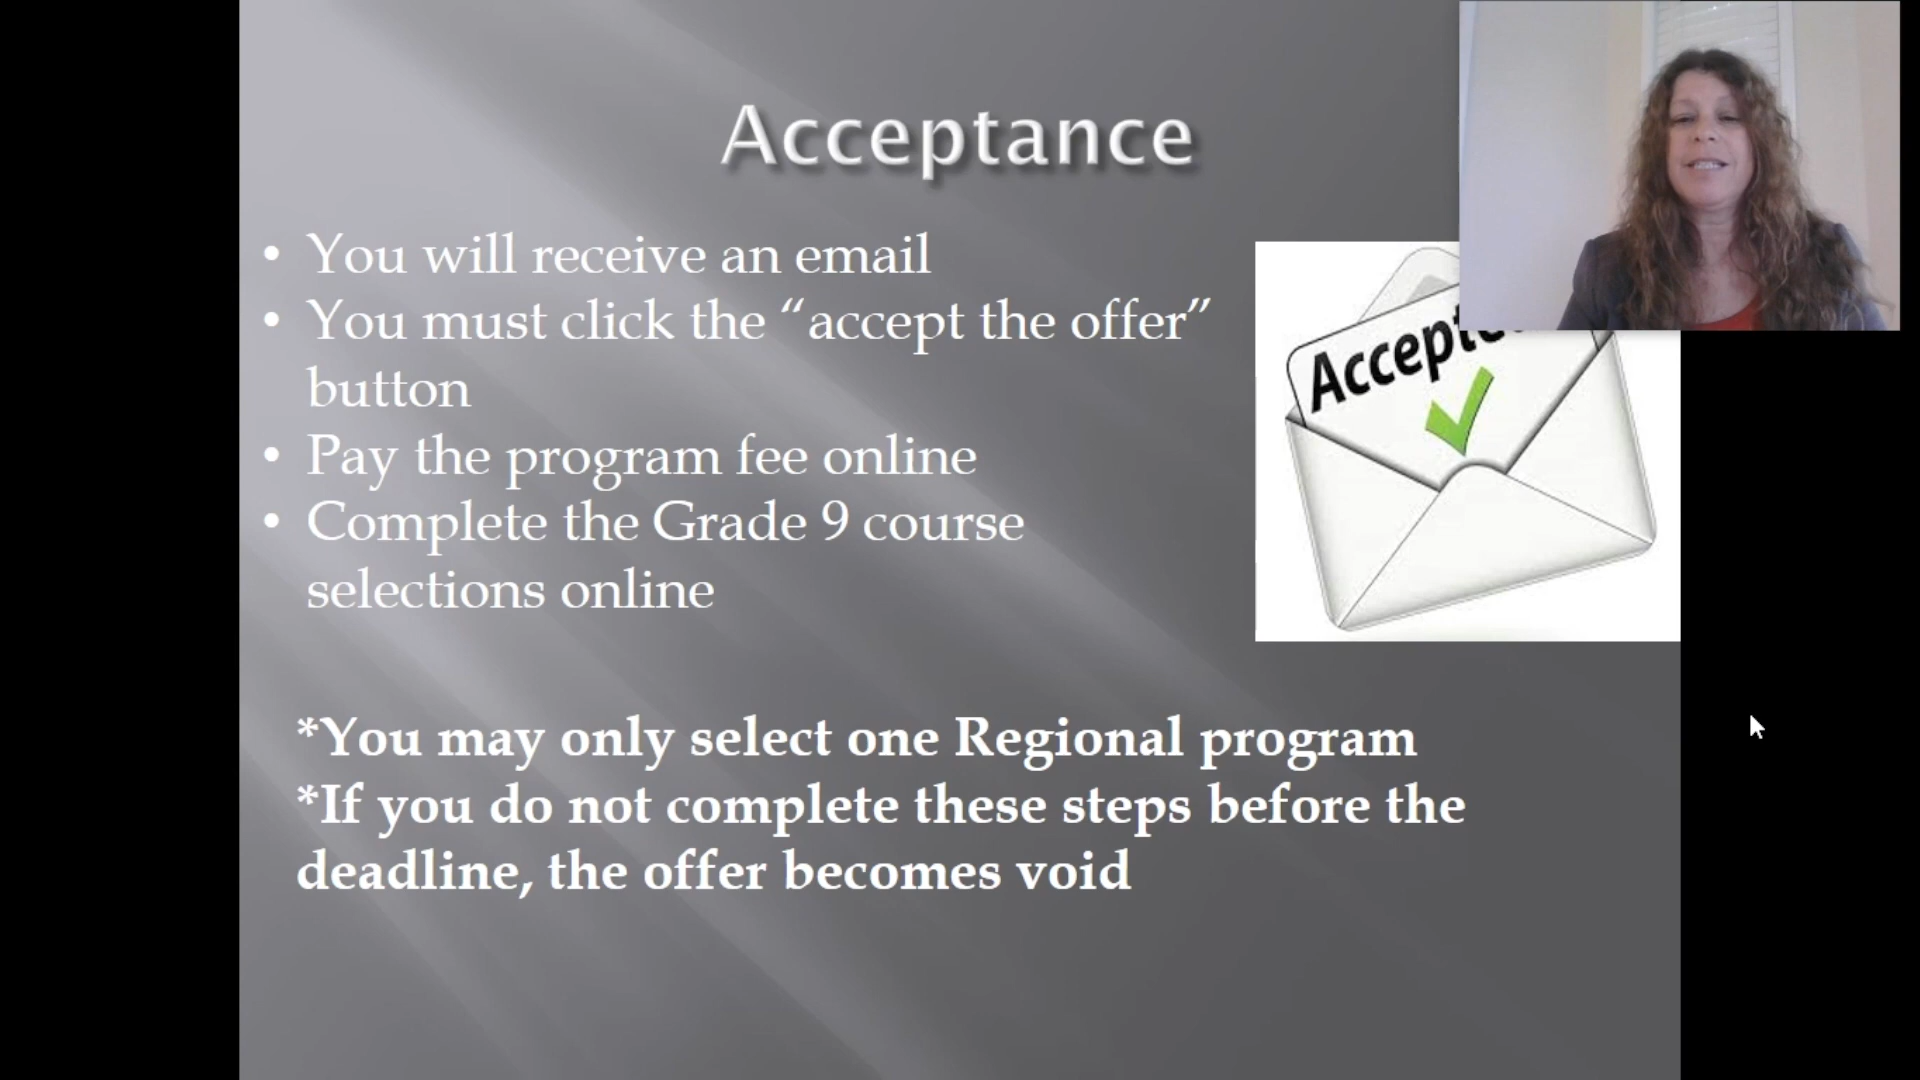 Acceptance
• You will receive an email
• You must click the “accept the offer”
button
• Pay the program fee online
• Complete the Grade 9 course
selections online
*You may only select one Regional program
*If you do not complete these steps before the
deadline, the offer becomes void